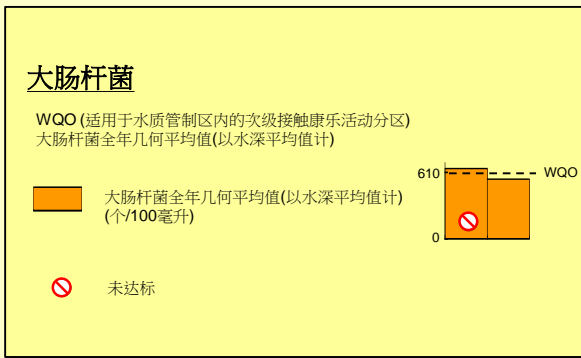 大肠杆菌
WQO (适用于水质管制区内的次级接触康乐活动分区)
大肠杆菌全年几何平均值(以水深平均值计)
大肠杆菌全年几何平均值(以水深平均值计)
(个/100毫升)
610
WQO
0
未达标